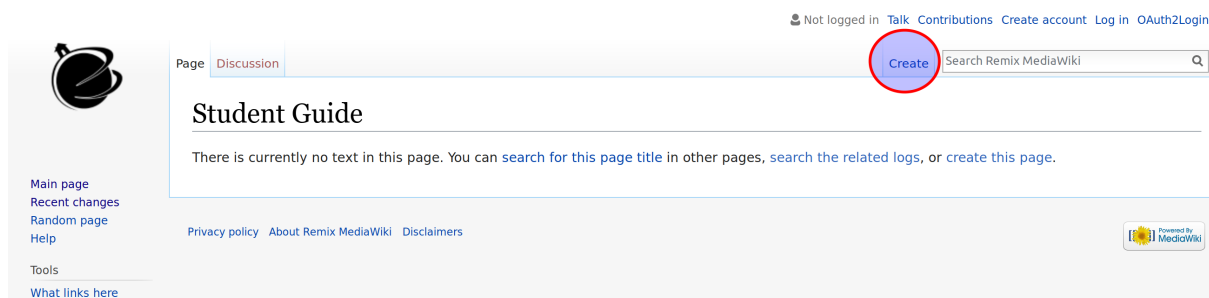 Not logged in Talk Contributions Create account Log in OAuth2Login
Page Discussion Create Search Remix MediaWiki
Student Guide
There is currently no text in this page. You can search for this page title in other pages, search the related logs, or create this page.
Main page
Recent changes
Random page
Help
Tools
What links here
Privacy policy About Remix MediaWiki Disclaimers
Powered By
MediaWiki